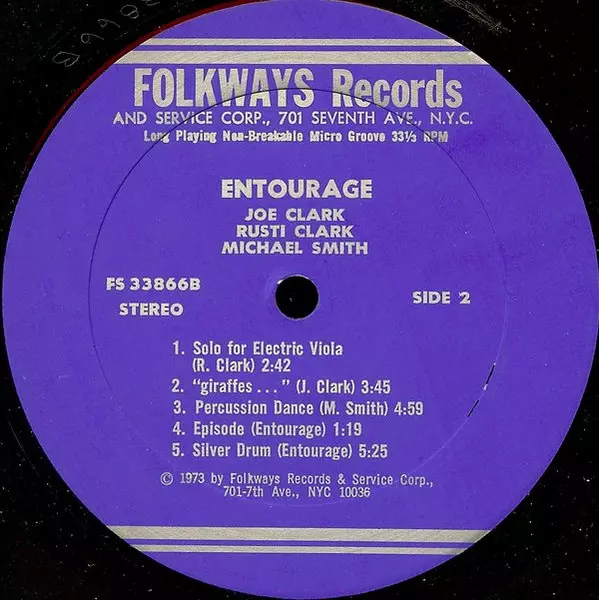 FOLKWAYS Records
AND SERVICE CORP., 701 SEVENTH AVE., N.Y.C.
Long Playing Non-Breakable Micro Groove 33⅓ RPM
ENTOURAGE
JOE CLARK
RUSTI CLARK
MICHAEL SMITH
FS 33866B
STEREO
SIDE 2
1. Solo for Electric Viola
(R. Clark) 2:42
2. "giraffes . . ." (J. Clark) 3:45
3. Percussion Dance (M. Smith) 4:59
4. Episode (Entourage) 1:19
5. Silver Drum (Entourage) 5:25
© 1973 by Folkways Records & Service Corp.,
701-7th Ave., NYC 10036